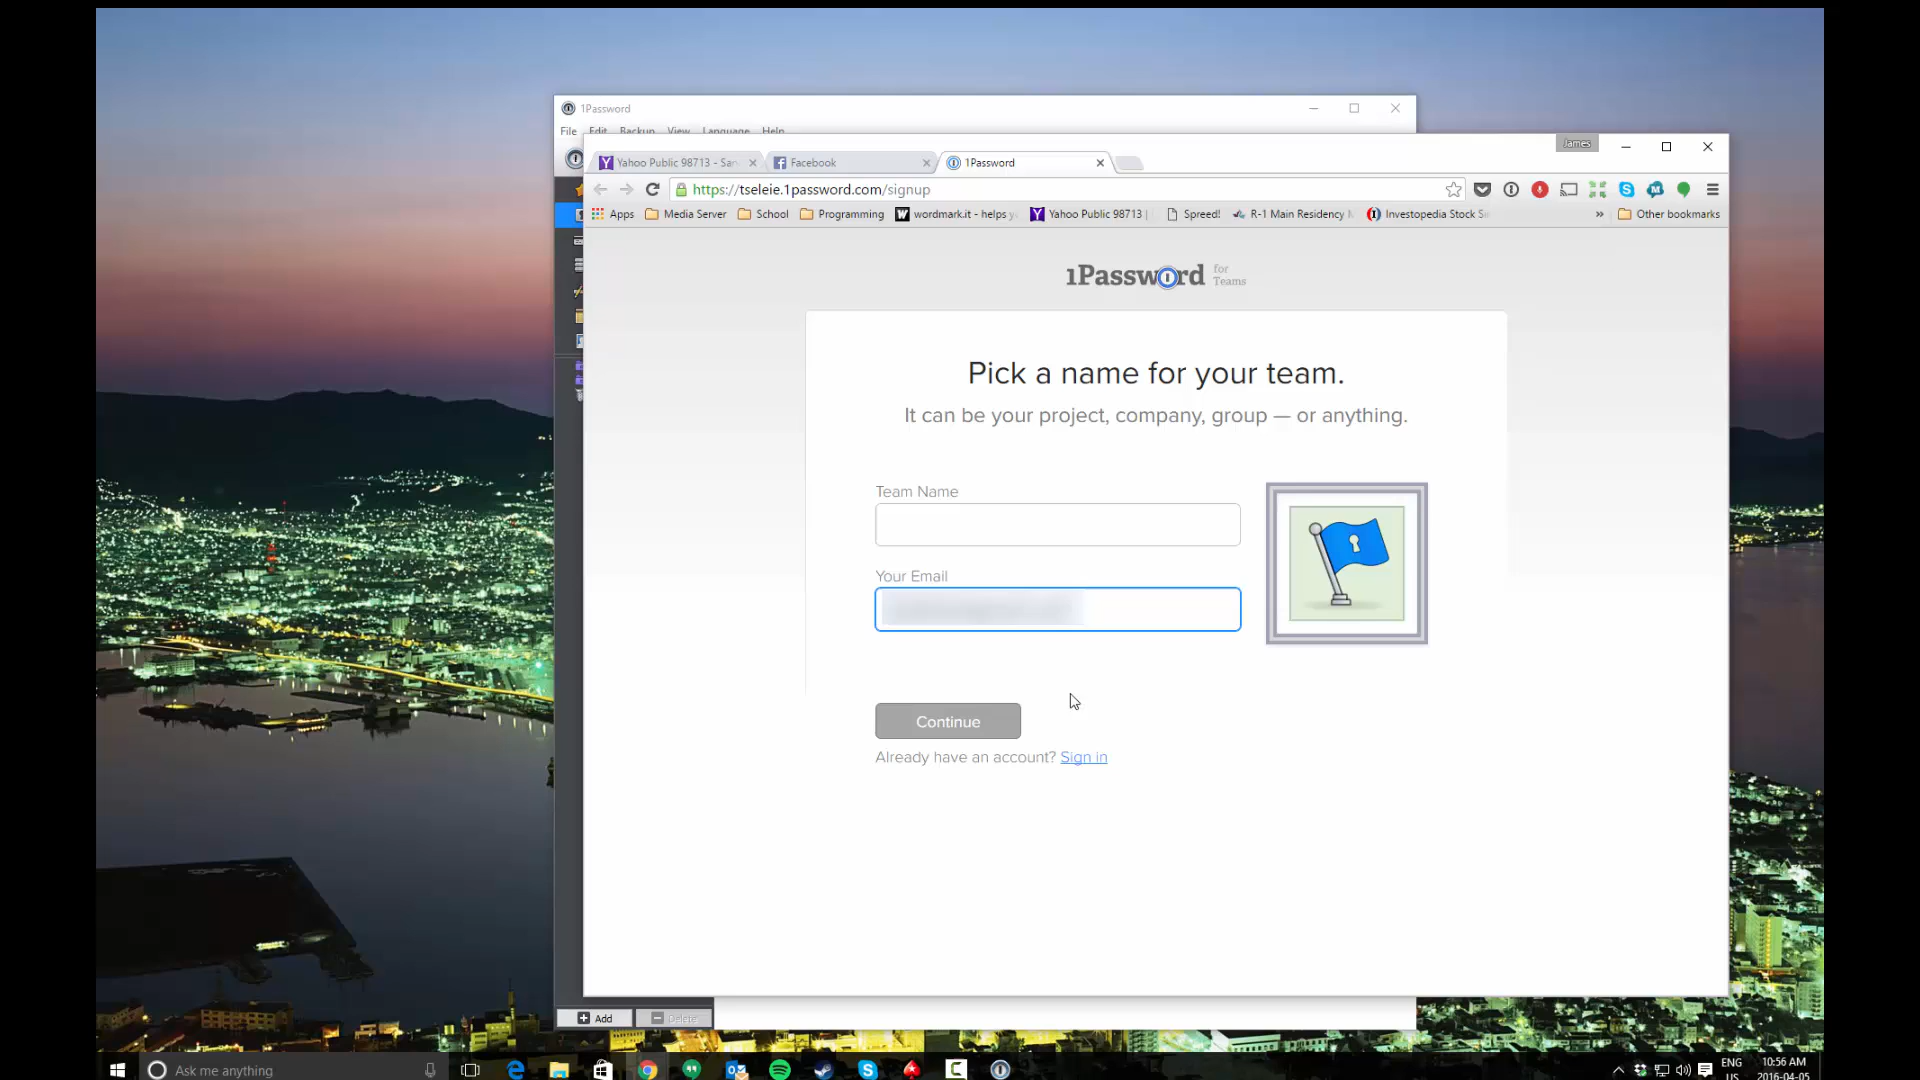 1Password
File Edit Backup View Language Help
James
Yahoo Public 98713 - San
Facebook
1Password
https://tseleie.1password.com/signup
Apps Media Server School Programming wordmark.it - helps y Yahoo Public 98713 Spreed! R-1 Main Residency Investopedia Stock Si » Other bookmarks
1Password for Teams
Pick a name for your team.
It can be your project, company, group — or anything.
Team Name
Your Email
Continue
Already have an account? Sign in
Add Delete
Ask me anything
ENG
US
10:56 AM
2016-04-05